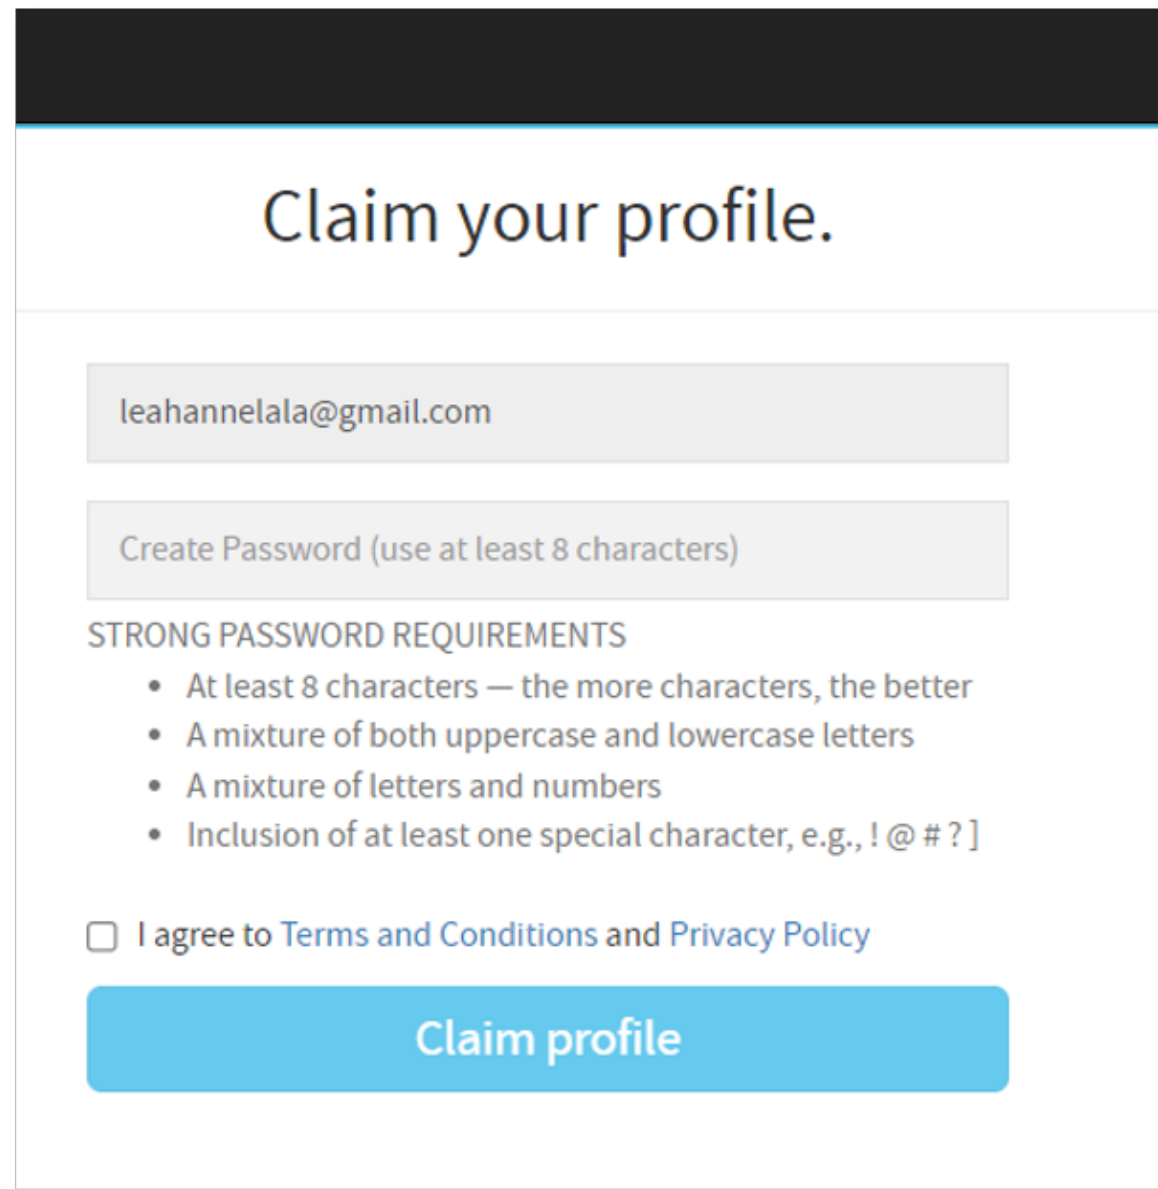 Claim your profile.
leahannelala@gmail.com
Create Password (use at least 8 characters)
STRONG PASSWORD REQUIREMENTS
• At least 8 characters — the more characters, the better
• A mixture of both uppercase and lowercase letters
• A mixture of letters and numbers
• Inclusion of at least one special character, e.g., ! @ # ? ]
I agree to Terms and Conditions and Privacy Policy
Claim profile